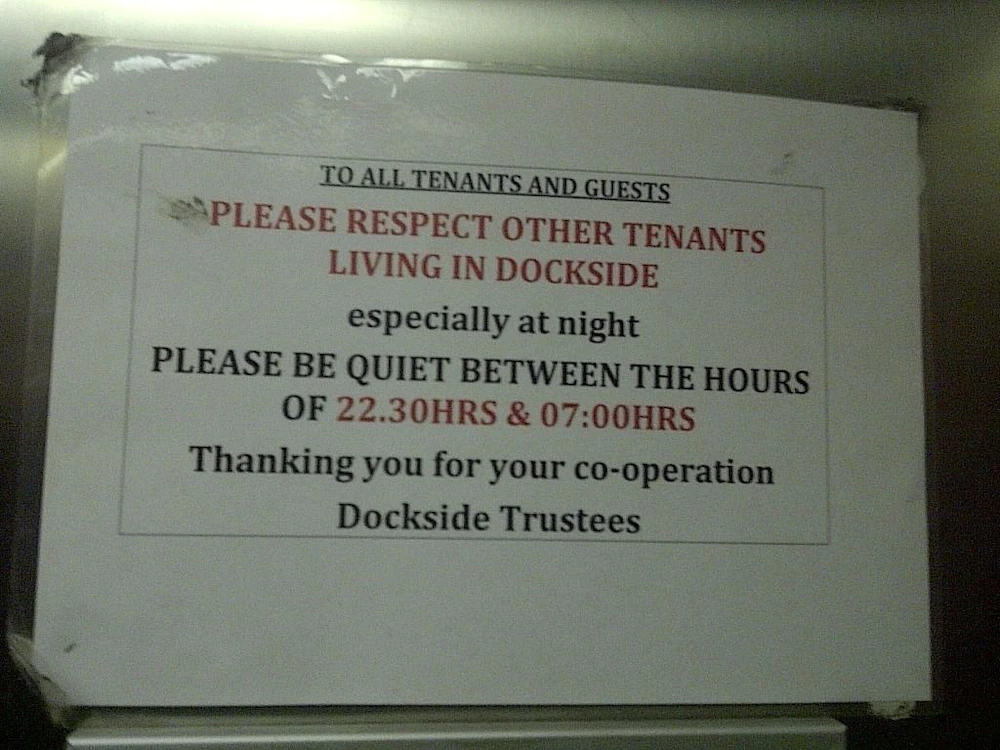 TO ALL TENANTS AND GUESTS
PLEASE RESPECT OTHER TENANTS
LIVING IN DOCKSIDE
especially at night
PLEASE BE QUIET BETWEEN THE HOURS
OF 22.30HRS & 07:00HRS
Thanking you for your co-operation
Dockside Trustees